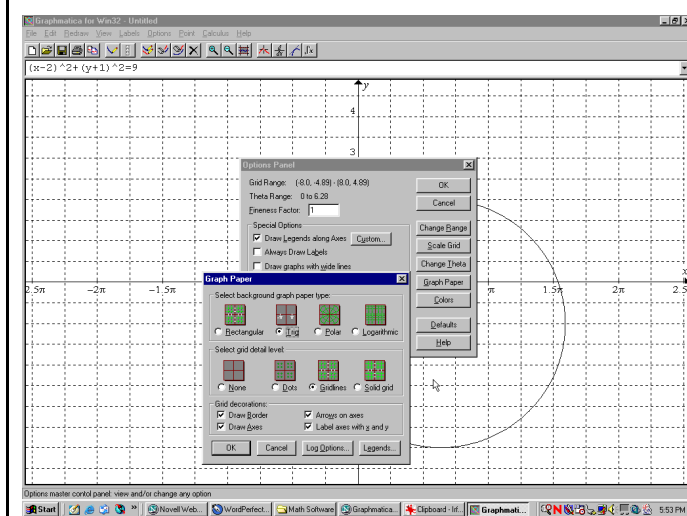 Graphmatica for Win32 - Untitled
File Edit Redraw View Labels Options Point Calculus Help
(x-2)^2+(y+1)^2=9
y
4
3
Options Panel
Grid Range: (-8.0, -4.89) - (8.0, 4.89)
OK
Theta Range: 0 to 6.28
Cancel
Fineness Factor: 1
Special Options
Change Range
Draw Legends along Axes Custom...
Scale Grid
Always Draw Labels
Draw graphs with wide lines
Change Theta
Graph Paper
Colors
Defaults
Help
2.5π −2π −1.5π π 1.5π 2π 2.5
x
Graph Paper
Select background graph paper type:
Rectangular Trig Polar Logarithmic
Select grid detail level:
None Dots Gridlines Solid grid
Grid decorations:
Draw Border Arrows on axes
Draw Axes Label axes with x and y
OK Cancel Log Options... Legends...
Options master contol panel: view and/or change any option
Start » Novell Web... WordPerfect... Math Software Graphmatica... Clipboard - Irf... Graphmati... 5:53 PM